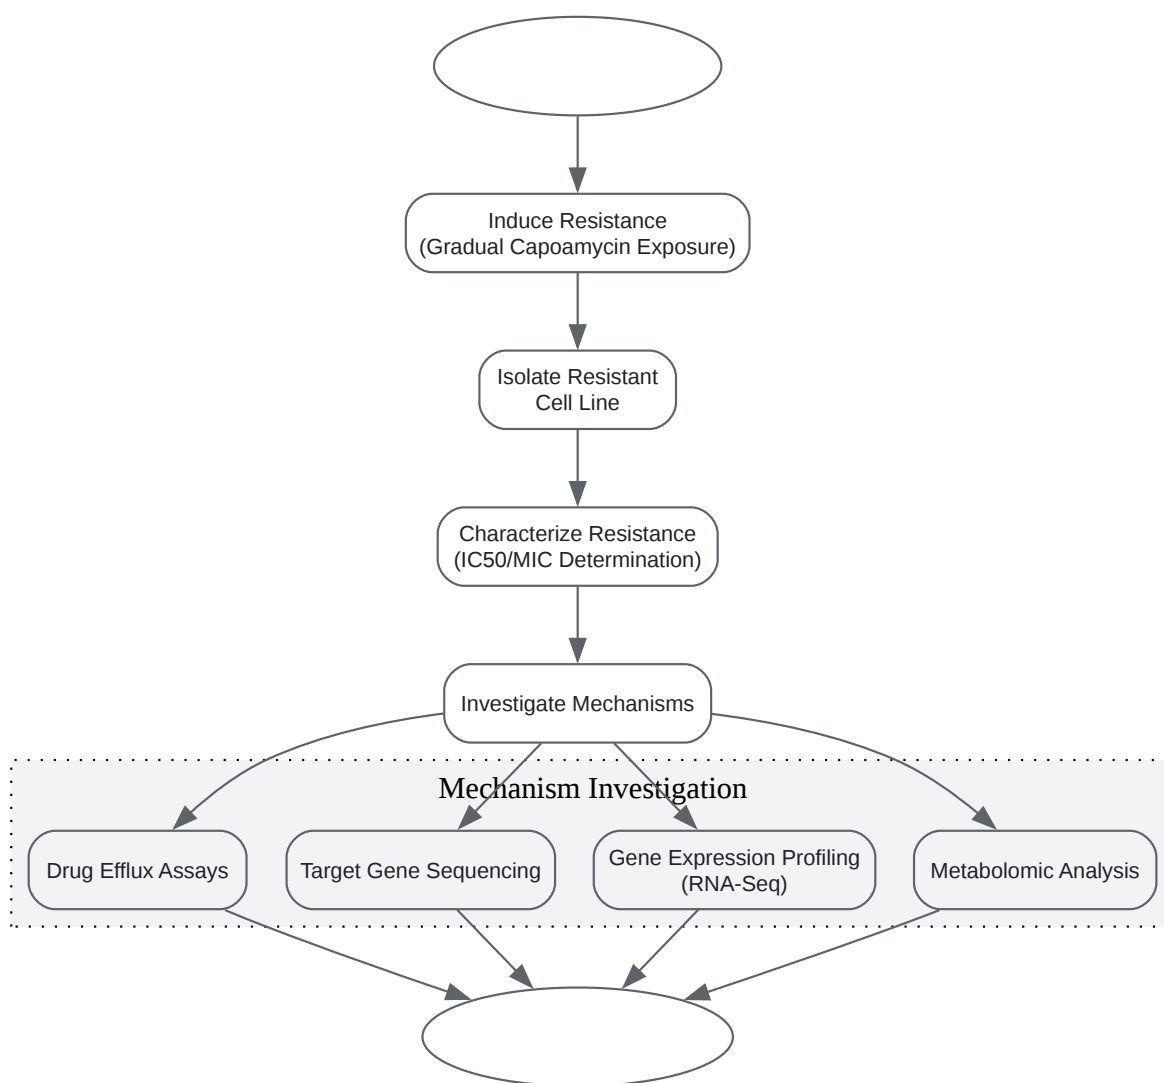 Induce Resistance
(Gradual Capoamycin Exposure)
Isolate Resistant
Cell Line
Characterize Resistance
(IC50/MIC Determination)
Investigate Mechanisms
Mechanism Investigation
Drug Efflux Assays
Target Gene Sequencing
Gene Expression Profiling
(RNA-Seq)
Metabolomic Analysis